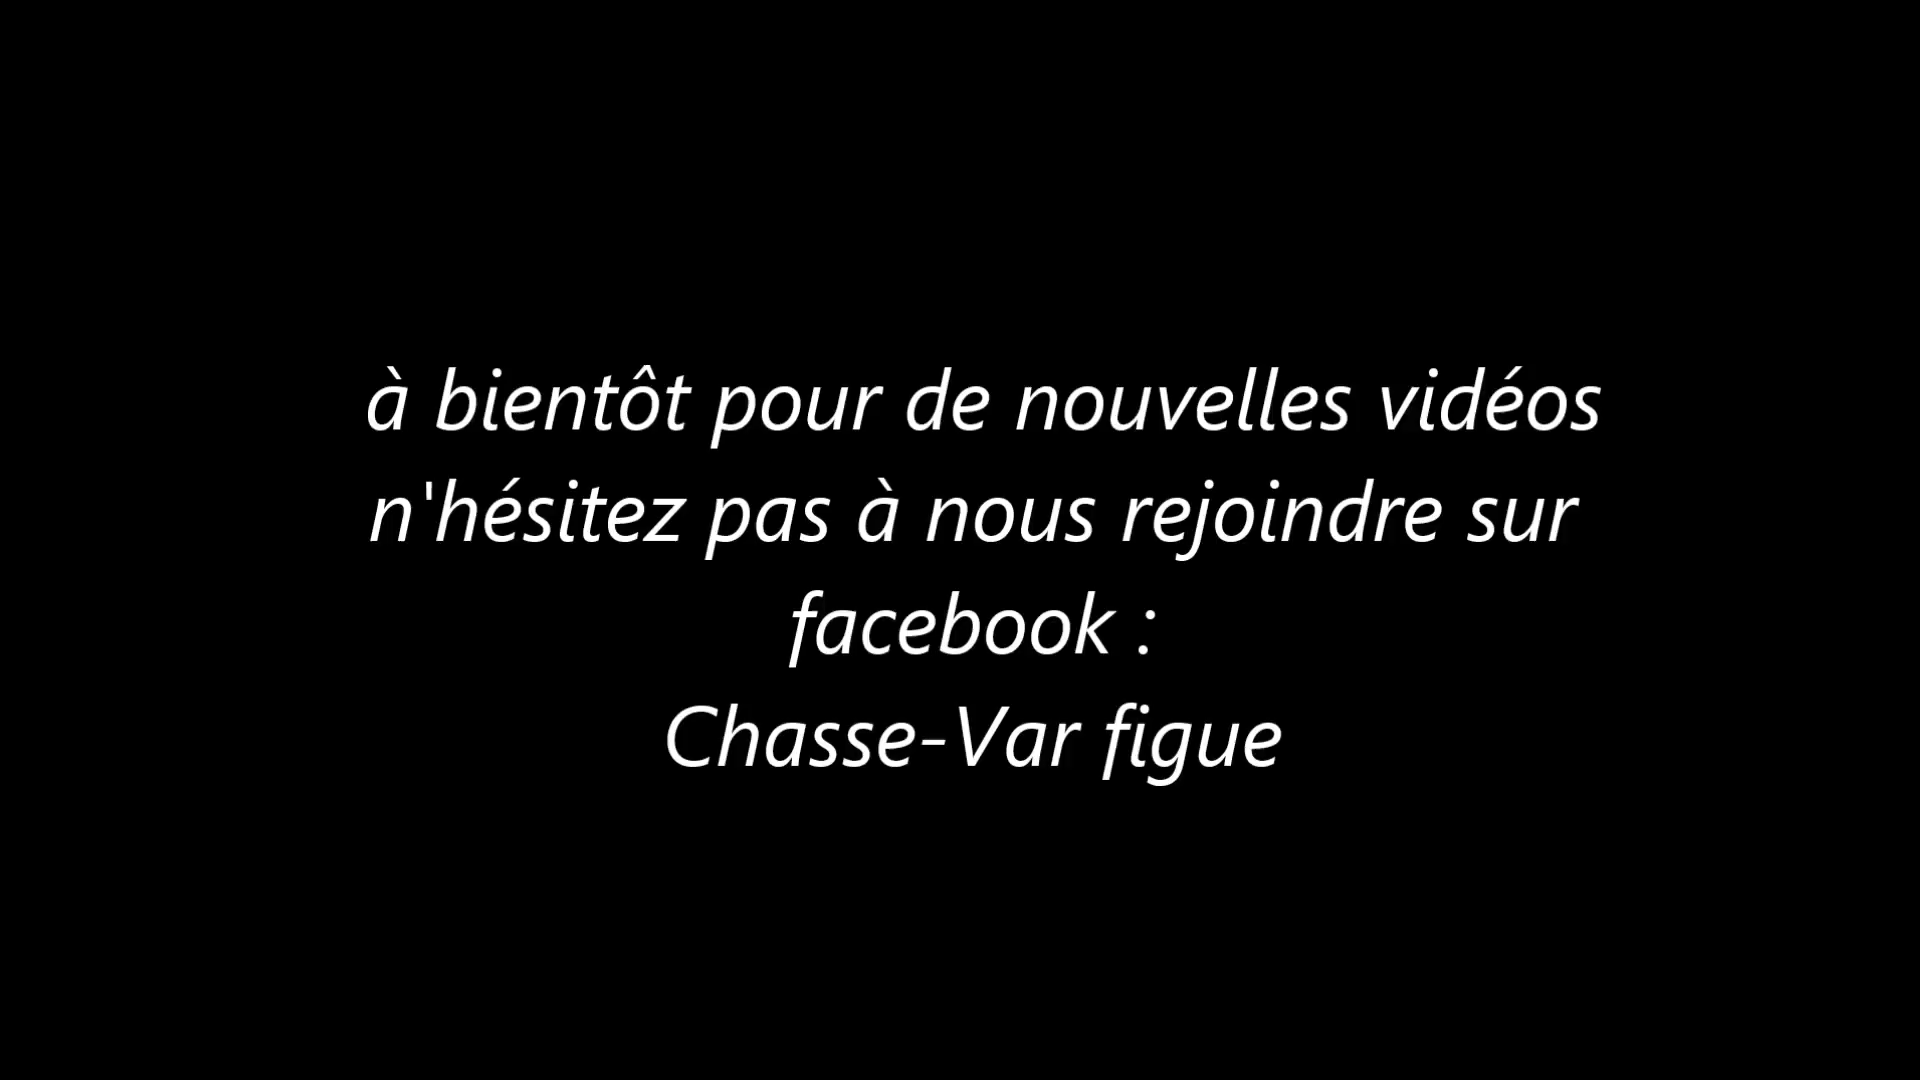 à bientôt pour de nouvelles vidéos
n'hésitez pas à nous rejoindre sur
facebook :
Chasse-Var figue